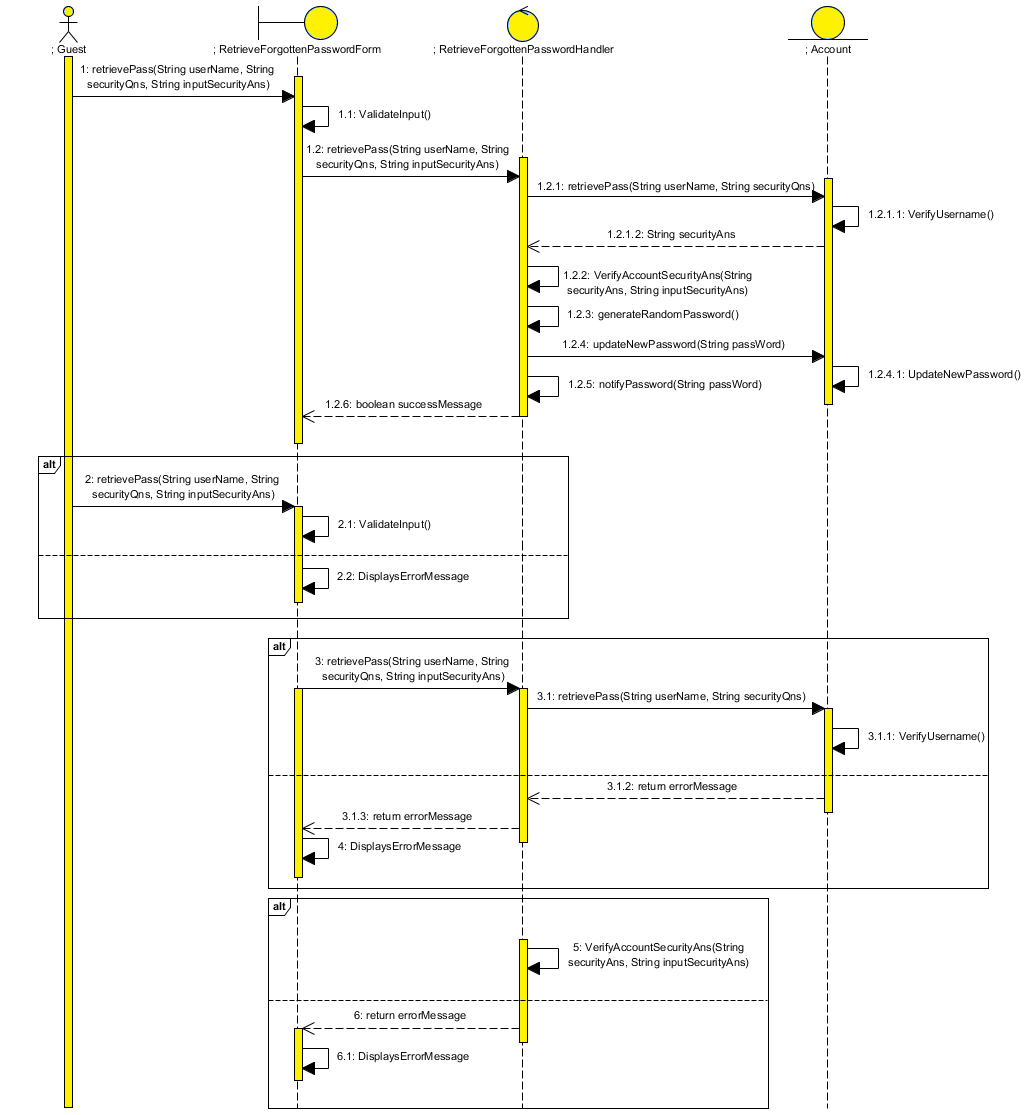 ; Guest
; RetrieveForgottenPasswordForm
; RetrieveForgottenPasswordHandler
; Account
1: retrievePass(String userName, String
securityQns, String inputSecurityAns)
1.1: ValidateInput()
1.2: retrievePass(String userName, String
securityQns, String inputSecurityAns)
1.2.1: retrievePass(String userName, String securityQns)
1.2.1.1: VerifyUsername()
1.2.1.2: String securityAns
1.2.2: VerifyAccountSecurityAns(String
securityAns, String inputSecurityAns)
1.2.3: generateRandomPassword()
1.2.4: updateNewPassword(String passWord)
1.2.4.1: UpdateNewPassword()
1.2.5: notifyPassword(String passWord)
1.2.6: boolean successMessage
alt
2: retrievePass(String userName, String
securityQns, String inputSecurityAns)
2.1: ValidateInput()
2.2: DisplaysErrorMessage
alt
3: retrievePass(String userName, String
securityQns, String inputSecurityAns)
3.1: retrievePass(String userName, String securityQns)
3.1.1: VerifyUsername()
3.1.2: return errorMessage
3.1.3: return errorMessage
4: DisplaysErrorMessage
alt
5: VerifyAccountSecurityAns(String
securityAns, String inputSecurityAns)
6: return errorMessage
6.1: DisplaysErrorMessage